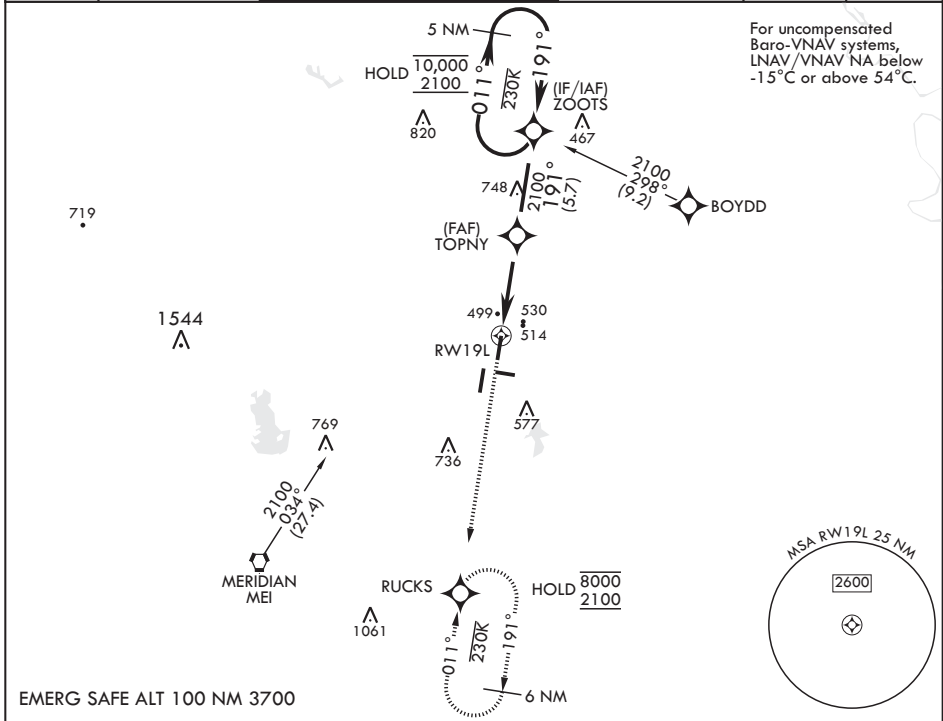 5 NM
HOLD 10,000
2100
011°
230K
191°
(IF/IAF)
ZOOTS
820
467
For uncompensated
Baro-VNAV systems,
LNAV/VNAV NA below
-15°C or above 54°C.
748
2100
191°
(5.7)
2100
298°
(9.2)
BOYDD
719
(FAF)
TOPNY
499
530
514
RW19L
1544
577
769
736
2100
034°
(27.4)
MERIDIAN
MEI
RUCKS
HOLD 8000
2100
1061
011°
230K
191°
6 NM
MSA RW19L 25 NM
2600
EMERG SAFE ALT 100 NM 3700